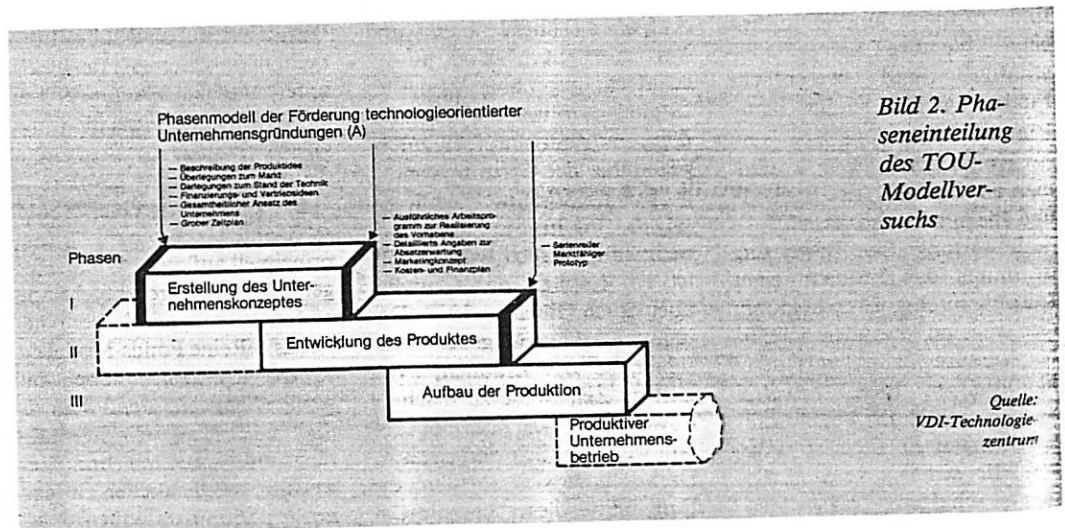 Phasenmodell der Förderung technologieorientierter
Unternehmensgründungen (A)
— Beschreibung der Produktidee
— Überlegungen zum Markt
— Darlegungen zum Stand der Technik
— Finanzierungs- und Vertriebsideen
— Gesamtheitlicher Ansatz des
Unternehmens
— Grober Zeitplan
— Ausführliches Arbeitspro-
gramm zur Realisierung
des Vorhabens
— Detaillierte Angaben zur
Absatzerwartung
— Marketingkonzept
— Kosten- und Finanzplan
— Serienreifer
Marktfähiger
Prototyp
Phasen
I
Erstellung des Unter-
nehmenskonzeptes
II
Entwicklung des Produktes
III
Aufbau der Produktion
Produktiver
Unternehmens-
betrieb
Bild 2. Pha-
seneinteilung
des TOU-
Modellver-
suchs
Quelle:
VDI-Technologie-
zentrum